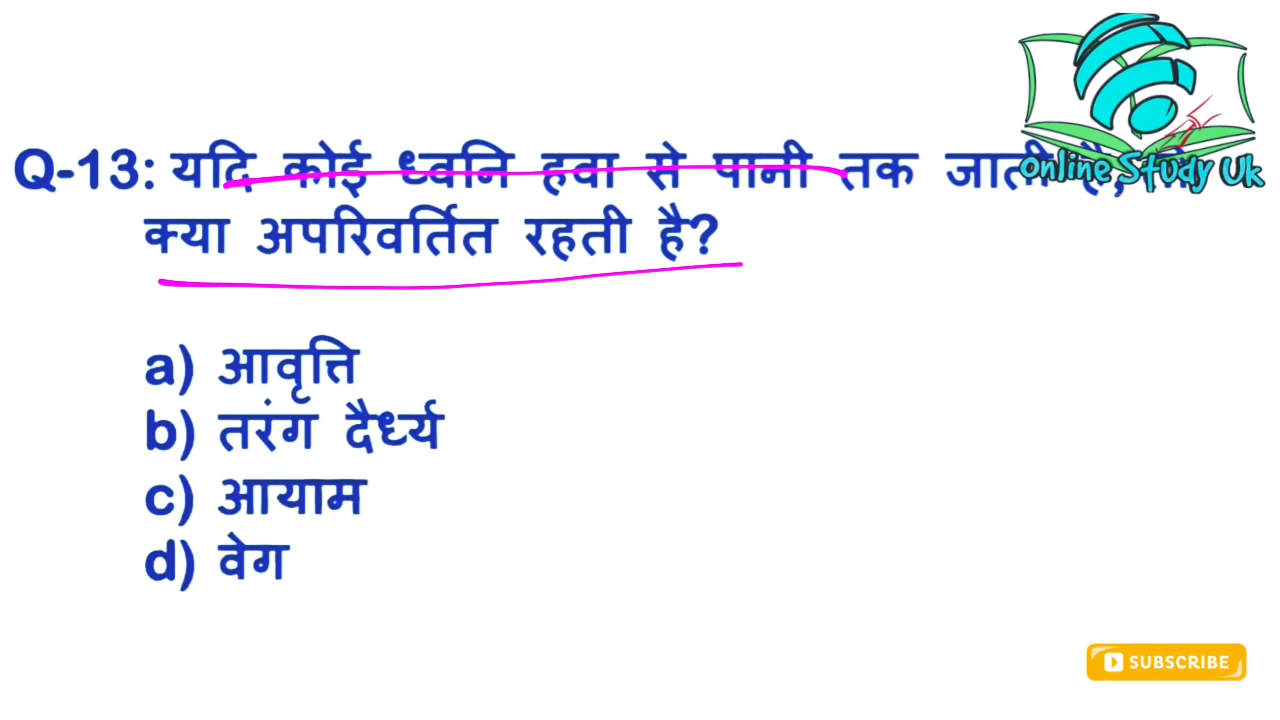 Q-13: यदि कोई ध्वनि हवा से पानी तक जाती है,
क्या अपरिवर्तित रहती है?
a) आवृत्ति
b) तरंग दैर्ध्य
c) आयाम
d) वेग
Online Study Uk
SUBSCRIBE